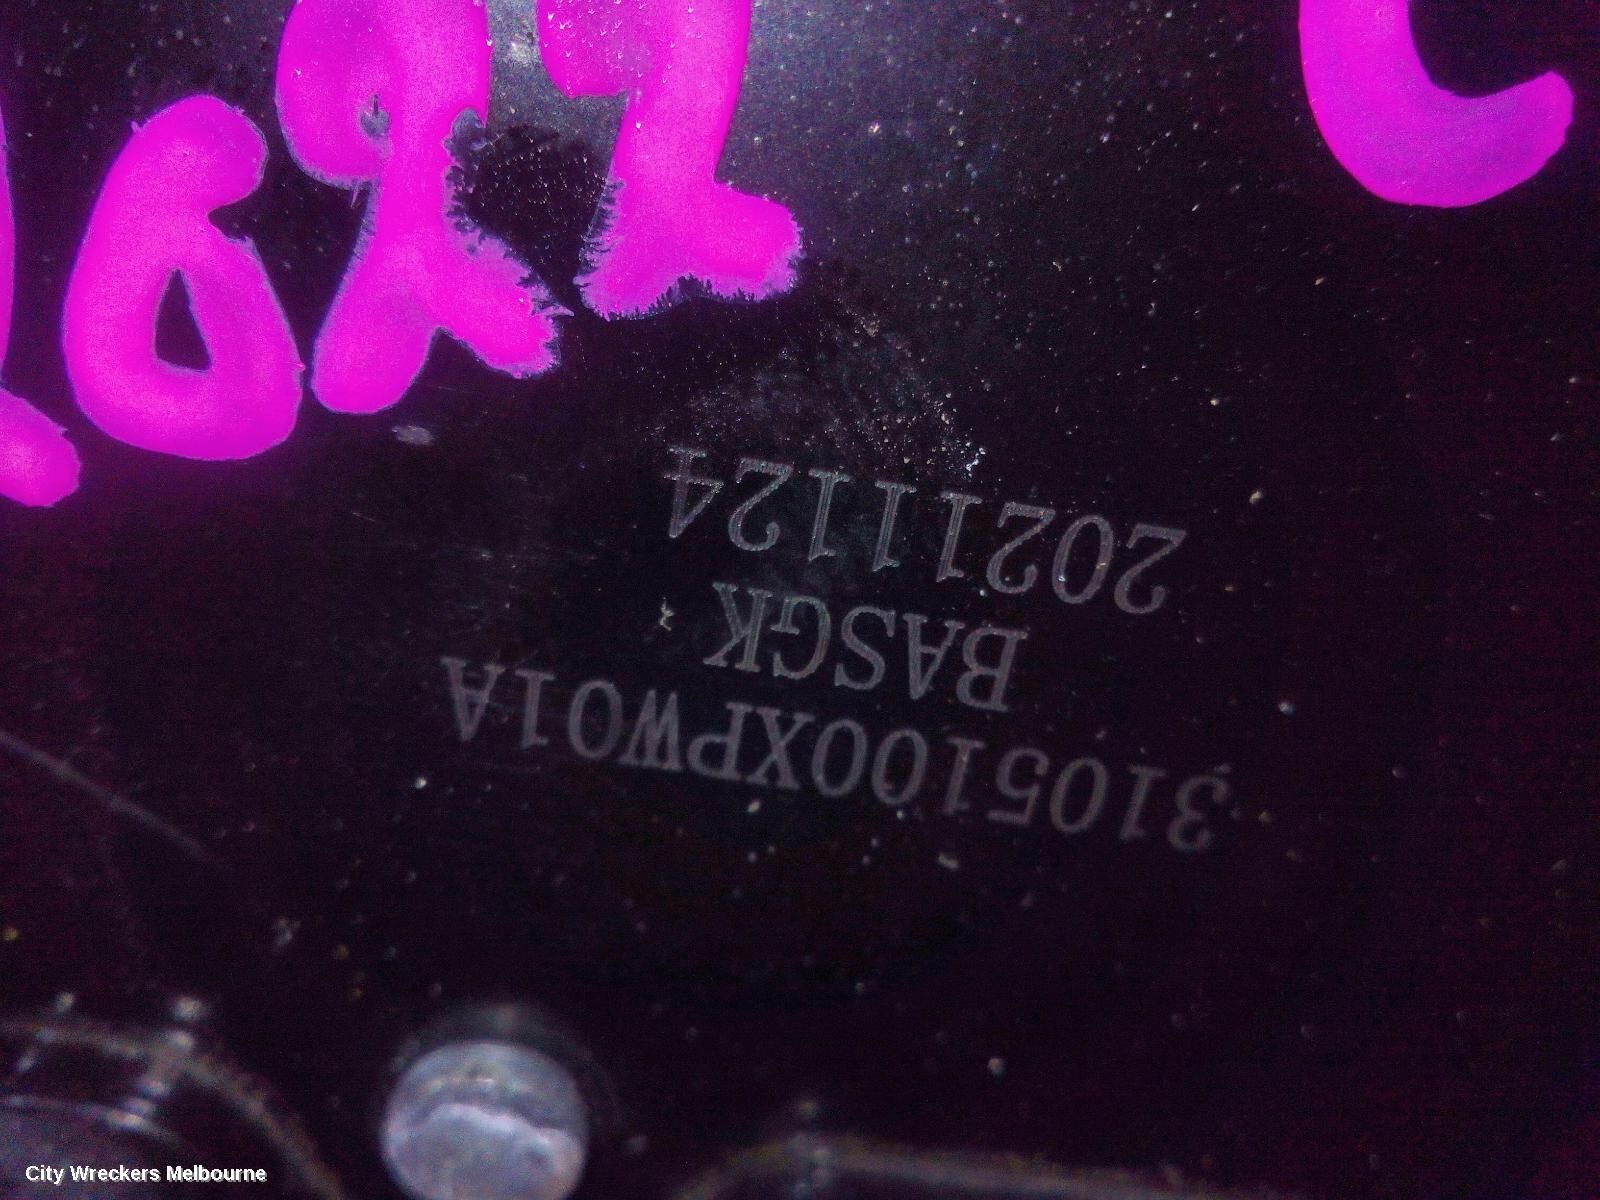 3105100XPW01A
BASGK
20211124
City Wreckers Melbourne